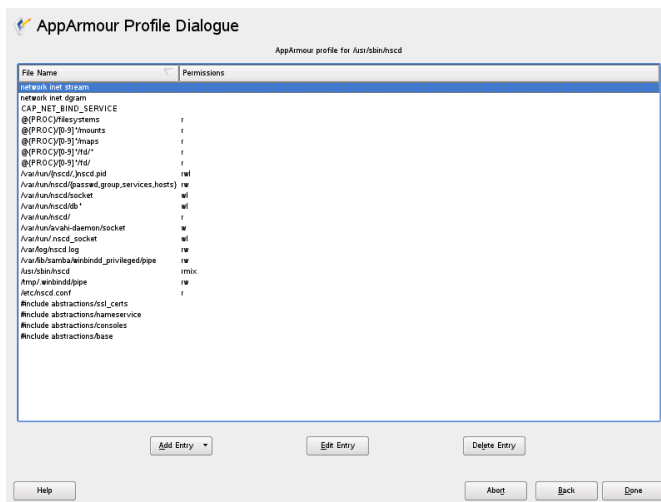 AppArmour Profile Dialogue
AppArmour profile for /usr/sbin/nscd
File Name Permissions
network inet stream
network inet dgram
CAP_NET_BIND_SERVICE
@{PROC}/filesystems r
@{PROC}/[0-9]*/mounts r
@{PROC}/[0-9]*/maps r
@{PROC}/[0-9]*/fd/* r
@{PROC}/[0-9]*/fd/ r
/var/run/{nscd/,}nscd.pid rwl
/var/run/nscd/{passwd,group,services,hosts} rw
/var/run/nscd/socket wl
/var/run/nscd/db* wl
/var/run/nscd/ r
/var/run/avahi-daemon/socket w
/var/run/.nscd_socket wl
/var/log/nscd.log rw
/var/lib/samba/winbindd_privileged/pipe rw
/usr/sbin/nscd rmix
/tmp/.winbindd/pipe rw
/etc/nscd.conf r
#include abstractions/ssl_certs
#include abstractions/nameservice
#include abstractions/consoles
#include abstractions/base
Add Entry Edit Entry Delete Entry
Help Abort Back Done